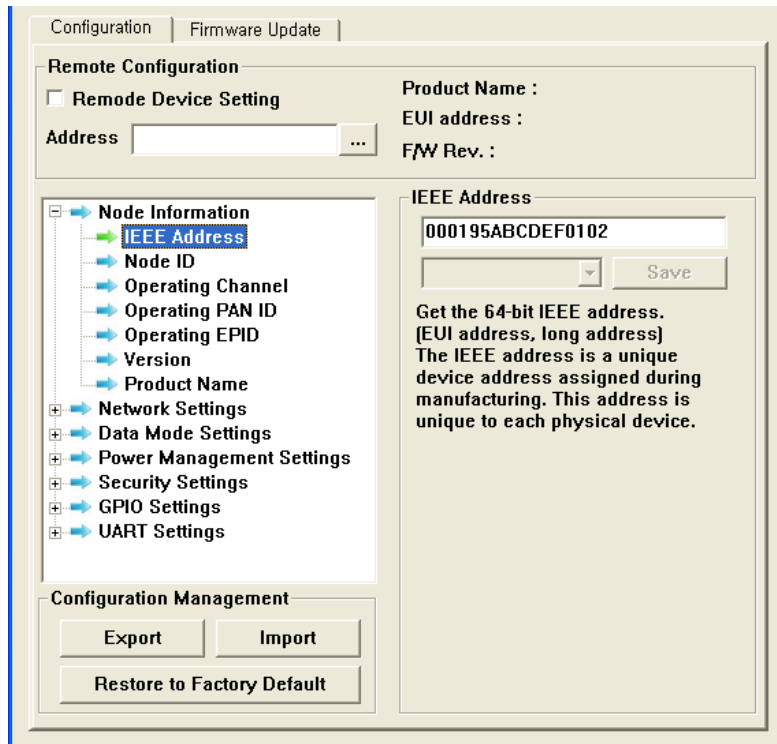 Configuration
Firmware Update
Remote Configuration
Remode Device Setting
Address
...
Product Name :
EUI address :
F/W Rev. :
Node Information
IEEE Address
Node ID
Operating Channel
Operating PAN ID
Operating EPID
Version
Product Name
Network Settings
Data Mode Settings
Power Management Settings
Security Settings
GPIO Settings
UART Settings
Configuration Management
Export
Import
Restore to Factory Default
IEEE Address
000195ABCDEF0102
Save
Get the 64-bit IEEE address.
(EUI address, long address)
The IEEE address is a unique
device address assigned during
manufacturing. This address is
unique to each physical device.